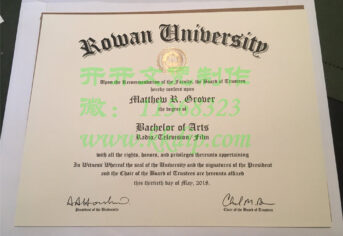 Rowan University
Upon the Recommendation of the Faculty, the Board of Trustees
hereby confers upon
Matthew R. Grover
the degree of
Bachelor of Arts
Radio/Television/Film
with all the rights, honors, and privileges thereunto appertaining
In Witness Whereof the seal of the University and the signatures of the President
and the Chair of the Board of Trustees are hereunto affixed
this thirtieth day of May, 2018.
President of the University
Chair of the Board of Trustees